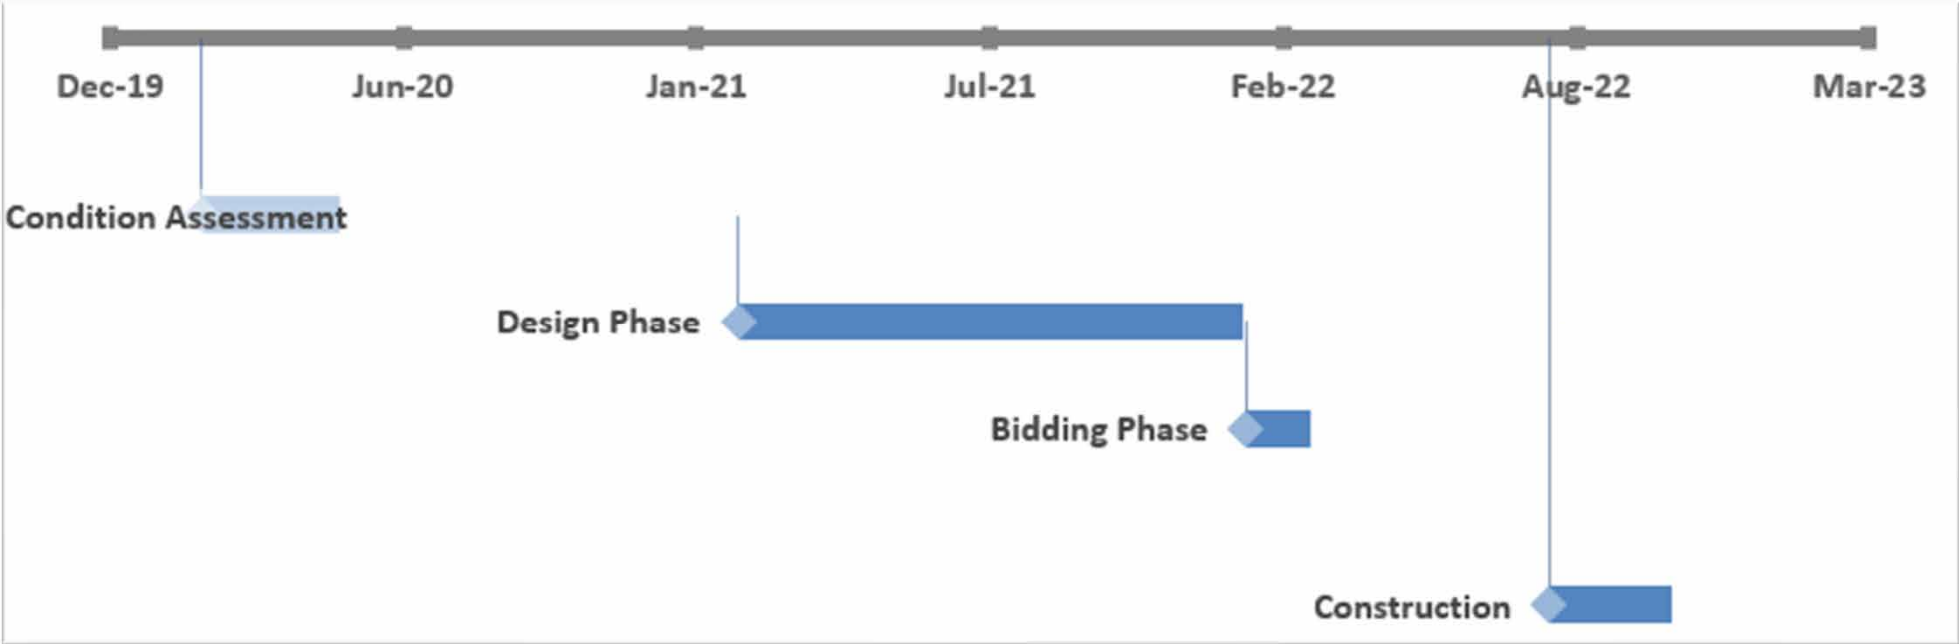 Dec-19 Jun-20 Jan-21 Jul-21 Feb-22 Aug-22 Mar-23
Condition Assessment
Design Phase
Bidding Phase
Construction